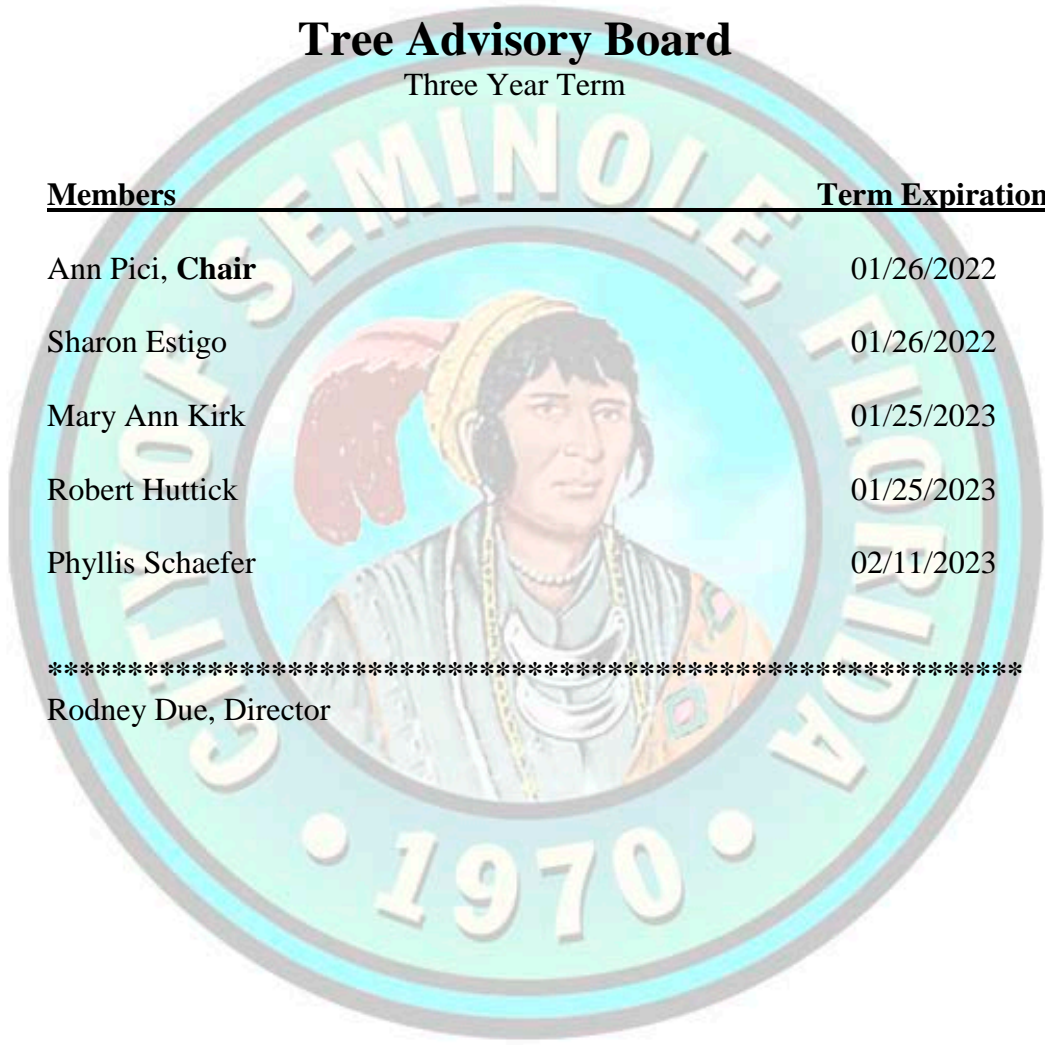 Tree Advisory Board
Three Year Term
Members Term Expiration
Ann Pici, Chair 01/26/2022
Sharon Estigo 01/26/2022
Mary Ann Kirk 01/25/2023
Robert Huttick 01/25/2023
Phyllis Schaefer 02/11/2023
*************************************************************
Rodney Due, Director
CITY OF SEMINOLE, FLORIDA
• 1970 •